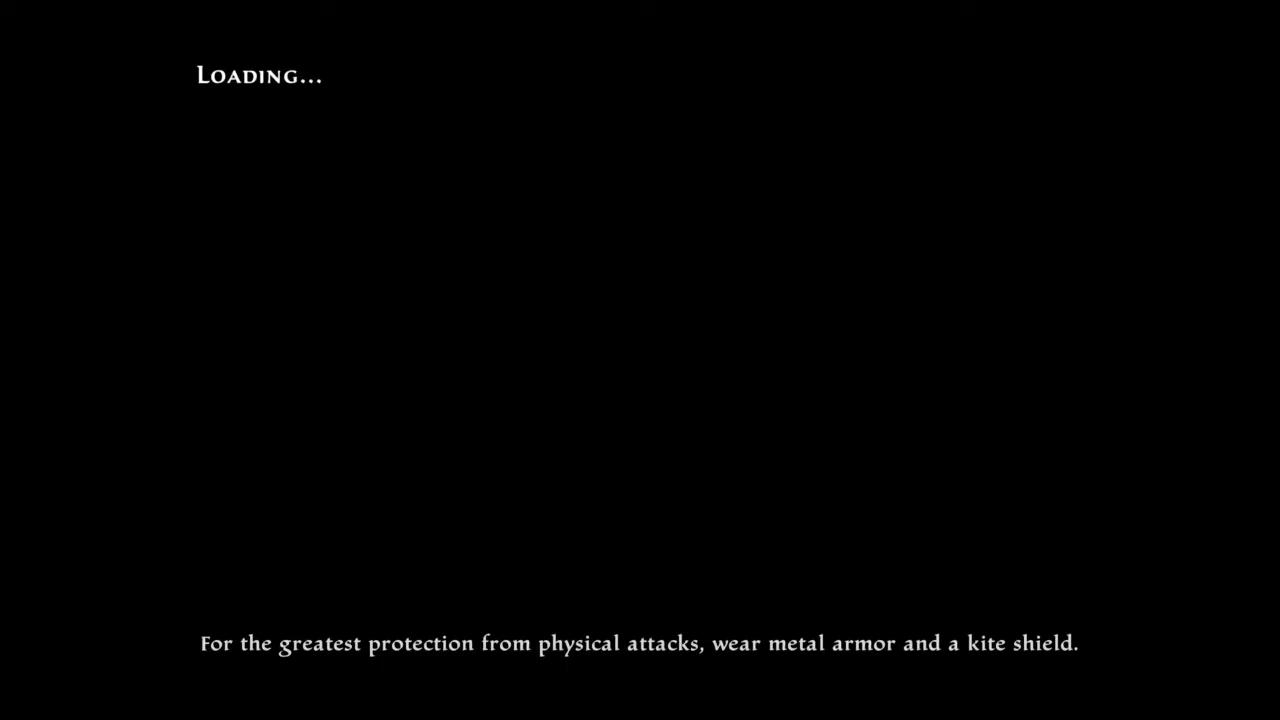 Loading...
For the greatest protection from physical attacks, wear metal armor and a kite shield.